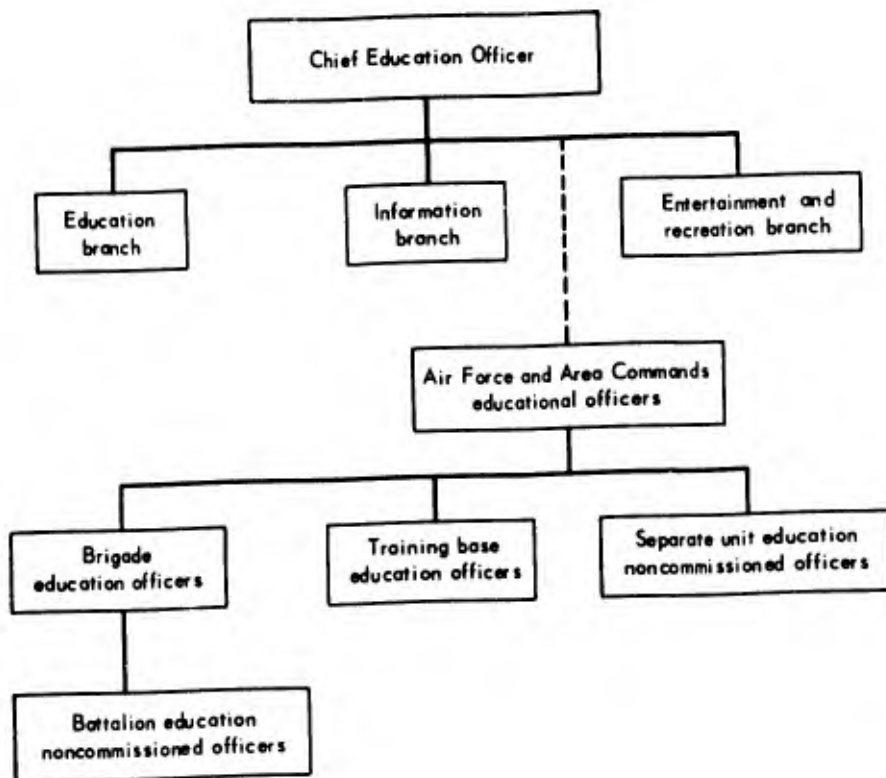 Chief Education Officer
Education
branch
Information
branch
Entertainment and
recreation branch
Air Force and Area Commands
educational officers
Brigade
education officers
Training base
education officers
Separate unit education
noncommissioned officers
Battalion education
noncommissioned officers